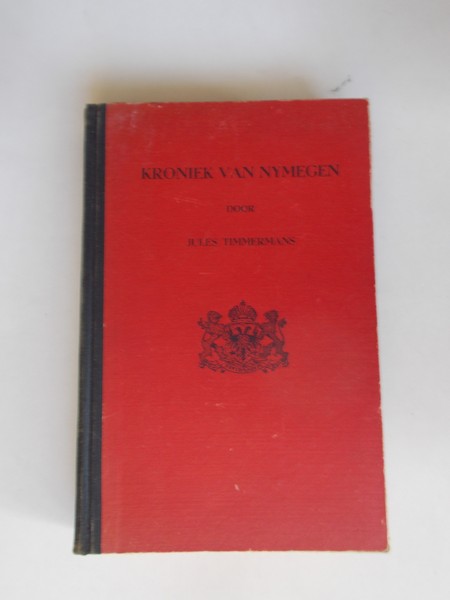 KRONIEK VAN NYMEGEN
DOOR
JULES TIMMERMANS